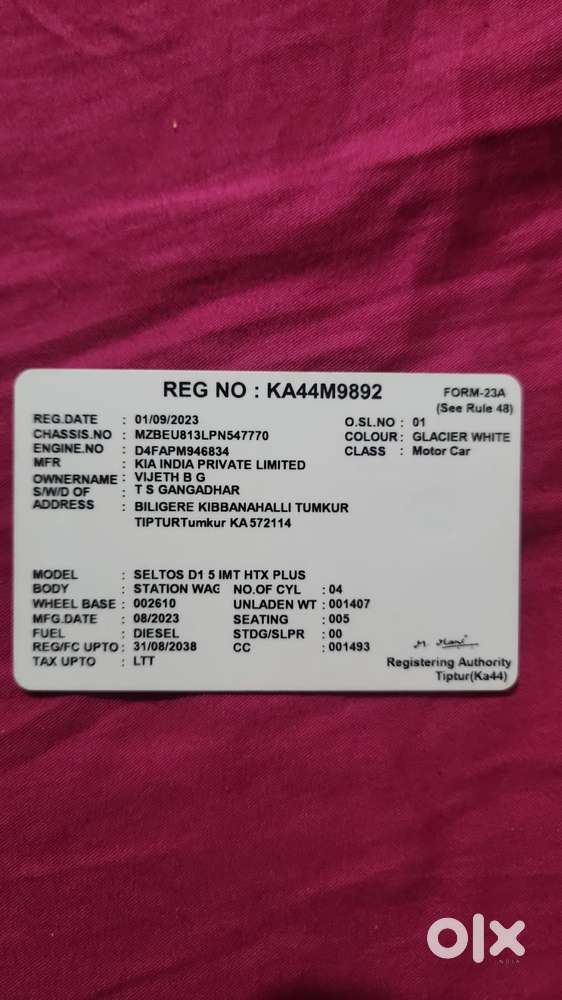 REG NO : KA44M9892
FORM-23A
(See Rule 48)
REG.DATE : 01/09/2023 O.SL.NO : 01
CHASSIS.NO : MZBEU813LPN547770 COLOUR : GLACIER WHITE
ENGINE.NO : D4FAPM946834 CLASS : Motor Car
MFR : KIA INDIA PRIVATE LIMITED
OWNERNAME : VIJETH B G
S/W/D OF : T S GANGADHAR
ADDRESS : BILIGERE KIBBANAHALLI TUMKUR
TIPTURTumkur KA 572114
MODEL : SELTOS D1 5 IMT HTX PLUS
BODY : STATION WAG NO.OF CYL : 04
WHEEL BASE : 002610 UNLADEN WT : 001407
MFG.DATE : 08/2023 SEATING : 005
FUEL : DIESEL STDG/SLPR : 00
REG/FC UPTO : 31/08/2038 CC : 001493
TAX UPTO : LTT
Registering Authority
Tiptur(Ka44)
olx
INDIA